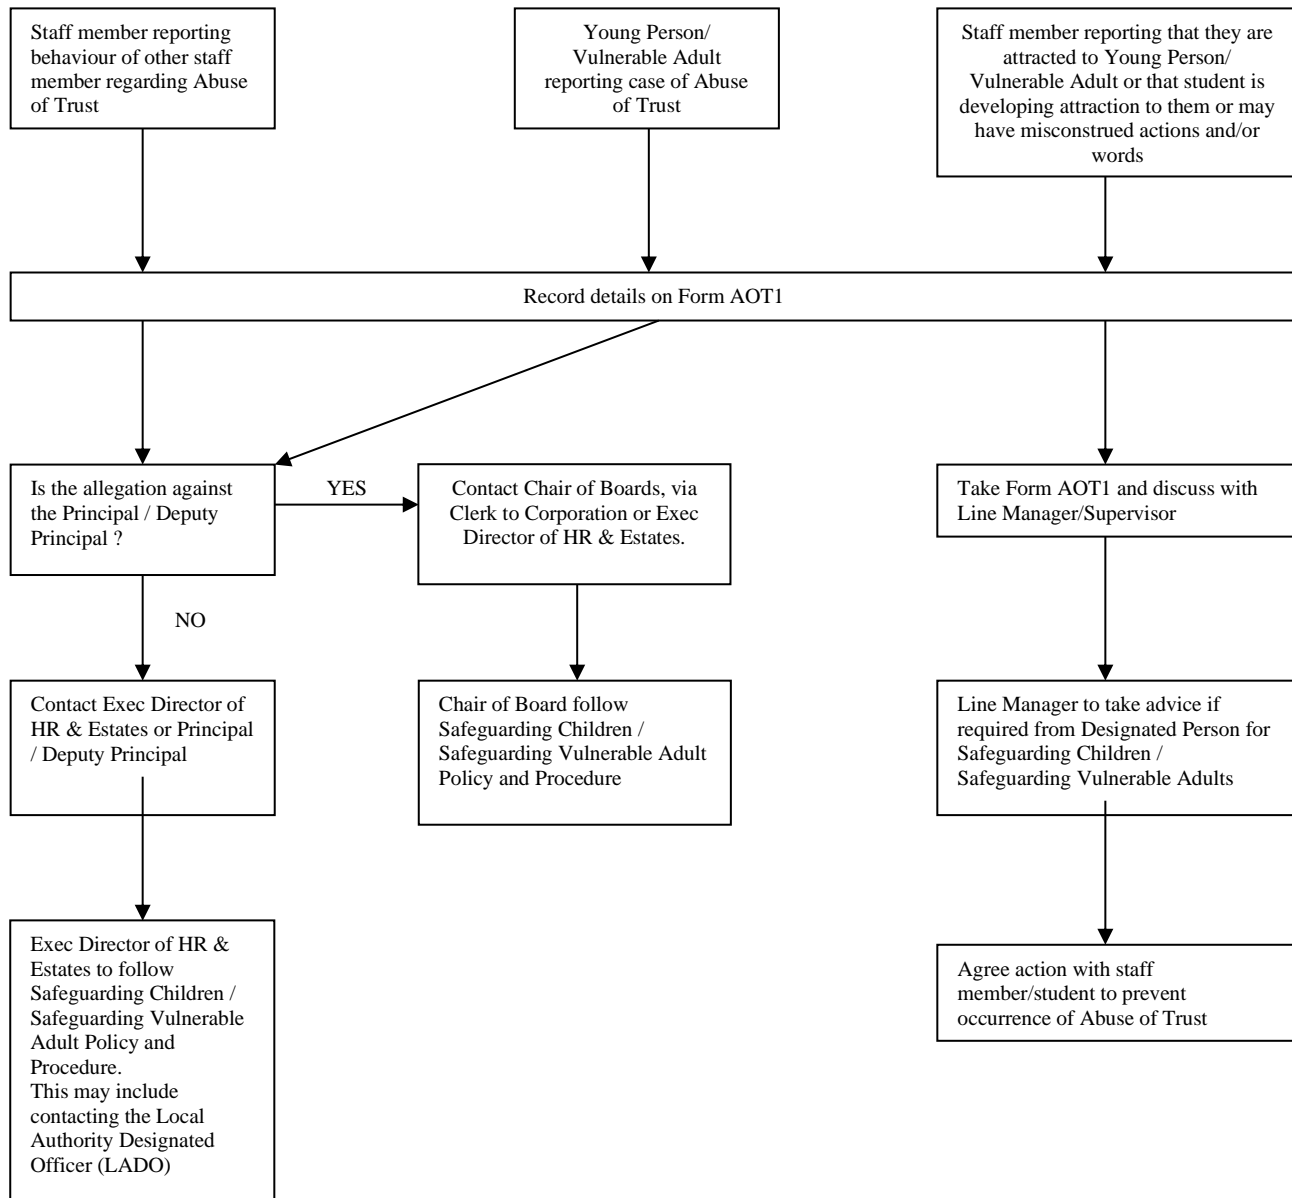 Staff member reporting
behaviour of other staff
member regarding Abuse
of Trust
Young Person/
Vulnerable Adult
reporting case of Abuse
of Trust
Staff member reporting that they are
attracted to Young Person/
Vulnerable Adult or that student is
developing attraction to them or may
have misconstrued actions and/or
words
Record details on Form AOT1
Is the allegation against
the Principal / Deputy
Principal ?
YES
NO
Contact Chair of Boards, via
Clerk to Corporation or Exec
Director of HR & Estates.
Take Form AOT1 and discuss with
Line Manager/Supervisor
Contact Exec Director of
HR & Estates or Principal
/ Deputy Principal
Chair of Board follow
Safeguarding Children /
Safeguarding Vulnerable Adult
Policy and Procedure
Line Manager to take advice if
required from Designated Person for
Safeguarding Children /
Safeguarding Vulnerable Adults
Exec Director of HR &
Estates to follow
Safeguarding Children /
Safeguarding Vulnerable
Adult Policy and
Procedure.
This may include
contacting the Local
Authority Designated
Officer (LADO)
Agree action with staff
member/student to prevent
occurrence of Abuse of Trust